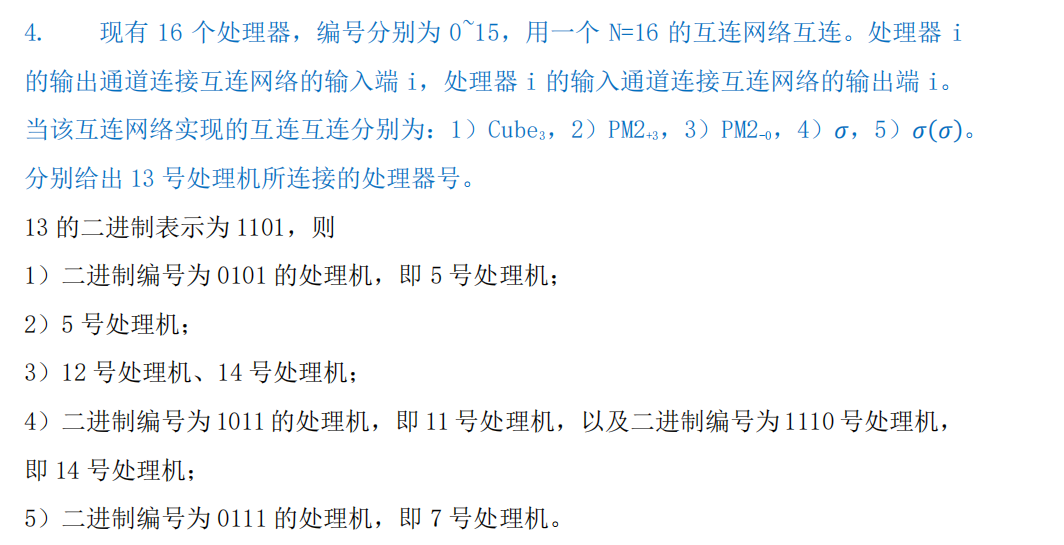 4. 现有 16 个处理器，编号分别为 0~15，用一个 N=16 的互连网络互连。处理器 i
的输出通道连接互连网络的输入端 i，处理器 i 的输入通道连接互连网络的输出端 i。
当该互连网络实现的互连互连分别为：1）Cube₃，2）PM2₊₃，3）PM2₋₀，4）σ，5）σ(σ)。
分别给出 13 号处理机所连接的处理器号。
13 的二进制表示为 1101，则
1）二进制编号为 0101 的处理机，即 5 号处理机；
2）5 号处理机；
3）12 号处理机、14 号处理机；
4）二进制编号为 1011 的处理机，即 11 号处理机，以及二进制编号为 1110 号处理机，
即 14 号处理机；
5）二进制编号为 0111 的处理机，即 7 号处理机。